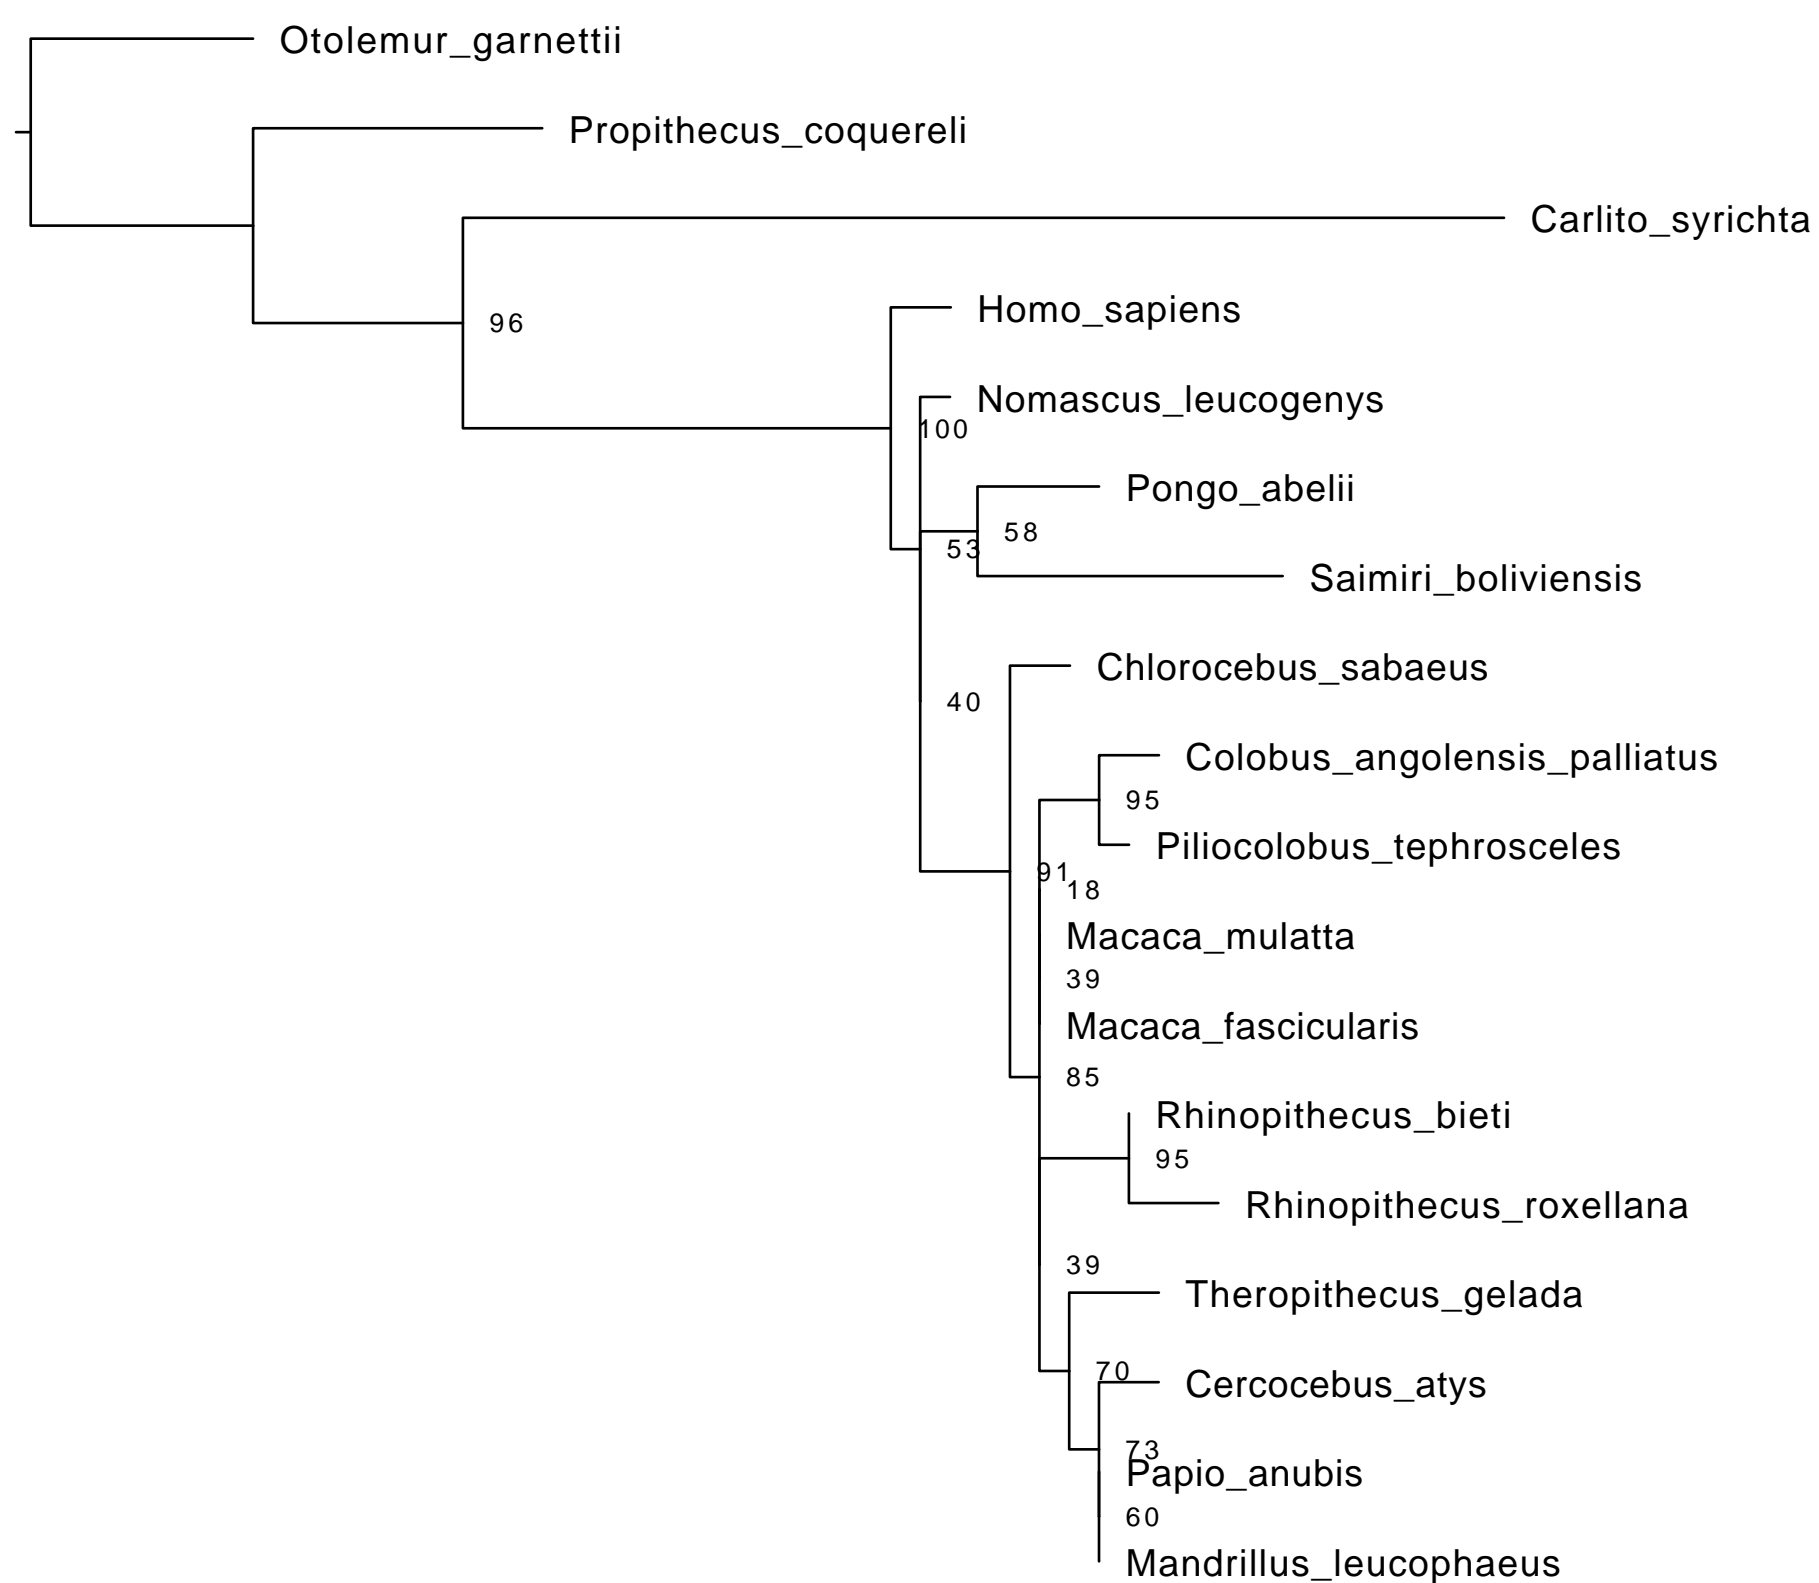 Otolemur_garnettii
Propithecus_coquereli
Carlito_syrichta
Homo_sapiens
96
Nomascus_leucogenys
100
Pongo_abelii
58
53
Saimiri_boliviensis
Chlorocebus_sabaeus
40
Colobus_angolensis_palliatus
95
Piliocolobus_tephrosceles
91
18
Macaca_mulatta
39
Macaca_fascicularis
85
Rhinopithecus_bieti
95
Rhinopithecus_roxellana
39
Theropithecus_gelada
70
Cercocebus_atys
73
Papio_anubis
60
Mandrillus_leucophaeus